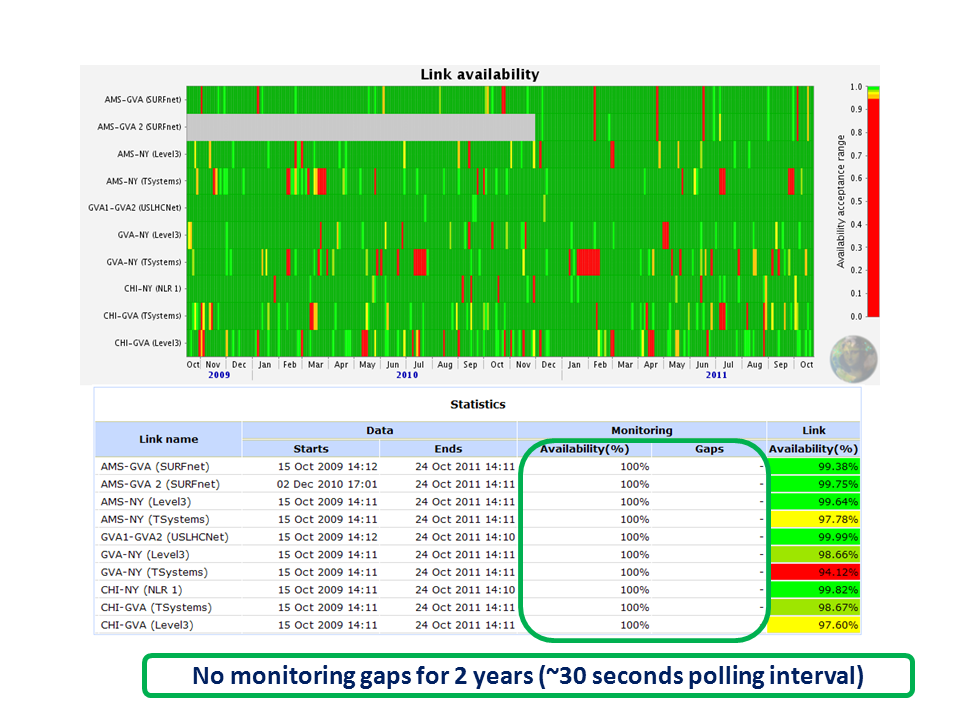 Link availability
AMS-GVA (SURFnet)
AMS-GVA 2 (SURFnet)
AMS-NY (Level3)
AMS-NY (TSystems)
GVA1-GVA2 (USLHCNet)
GVA-NY (Level3)
GVA-NY (TSystems)
CHI-NY (NLR 1)
CHI-GVA (TSystems)
CHI-GVA (Level3)
Oct Nov Dec Jan Feb Mar Apr May Jun Jul Aug Sep Oct Nov Dec Jan Feb Mar Apr May Jun Jul Aug Sep Oct
2009 2010 2011
Availability acceptance range
1.0
0.9
0.8
0.7
0.6
0.5
0.4
0.3
0.2
0.1
0.0
Statistics
Link name Data Monitoring Link
Starts Ends Availability(%) Gaps Availability(%)
AMS-GVA (SURFnet) 15 Oct 2009 14:12 24 Oct 2011 14:11 100% - 99.38%
AMS-GVA 2 (SURFnet) 02 Dec 2010 17:01 24 Oct 2011 14:11 100% - 99.75%
AMS-NY (Level3) 15 Oct 2009 14:11 24 Oct 2011 14:11 100% - 99.64%
AMS-NY (TSystems) 15 Oct 2009 14:11 24 Oct 2011 14:11 100% - 97.78%
GVA1-GVA2 (USLHCNet) 15 Oct 2009 14:12 24 Oct 2011 14:10 100% - 99.99%
GVA-NY (Level3) 15 Oct 2009 14:11 24 Oct 2011 14:11 100% - 98.66%
GVA-NY (TSystems) 15 Oct 2009 14:11 24 Oct 2011 14:11 100% - 94.12%
CHI-NY (NLR 1) 15 Oct 2009 14:11 24 Oct 2011 14:10 100% - 99.82%
CHI-GVA (TSystems) 15 Oct 2009 14:11 24 Oct 2011 14:11 100% - 98.67%
CHI-GVA (Level3) 15 Oct 2009 14:11 24 Oct 2011 14:11 100% - 97.60%
No monitoring gaps for 2 years (~30 seconds polling interval)